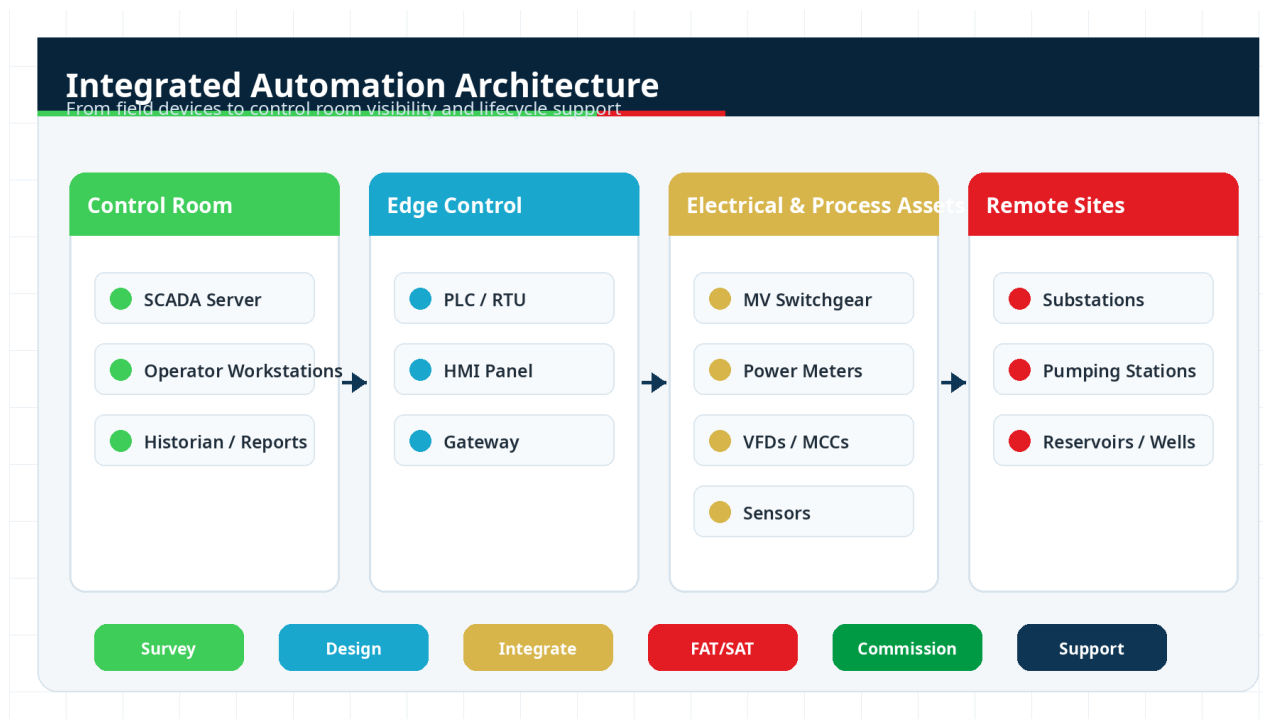 Integrated Automation Architecture
From field devices to control room visibility and lifecycle support
Control Room
SCADA Server
Operator Workstations
Historian / Reports
Edge Control
PLC / RTU
HMI Panel
Gateway
Electrical & Process Assets
MV Switchgear
Power Meters
VFDs / MCCs
Sensors
Remote Sites
Substations
Pumping Stations
Reservoirs / Wells
Survey
Design
Integrate
FAT/SAT
Commission
Support